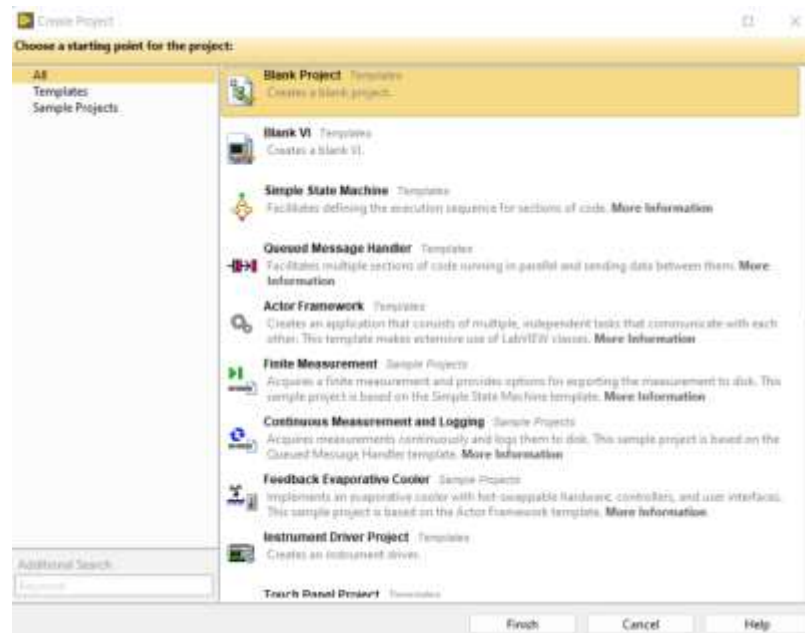 Create Project
Choose a starting point for the project:
All
Templates
Sample Projects
Blank Project Templates
Creates a blank project.
Blank VI Templates
Creates a blank VI.
Simple State Machine Templates
Facilitates defining the execution sequence for sections of code. More Information
Queued Message Handler Templates
Facilitates multiple sections of code running in parallel and sending data between them. More
Information
Actor Framework Templates
Creates an application that consists of multiple, independent tasks that communicate with each
other. This template makes extensive use of LabVIEW classes. More Information
Finite Measurement Sample Projects
Acquires a finite measurement and provides options for exporting the measurement to disk. This
sample project is based on the Simple State Machine template. More Information
Continuous Measurement and Logging Sample Projects
Acquires measurements continuously and logs them to disk. This sample project is based on the
Queued Message Handler template. More Information
Feedback Evaporative Cooler Sample Projects
Implements an evaporative cooler with hot-swappable hardware, controllers, and user interfaces.
This sample project is based on the Actor Framework template. More Information
Instrument Driver Project Templates
Creates an instrument driver.
Touch Panel Project Templates
Additional Search
Keyword
Finish Cancel Help